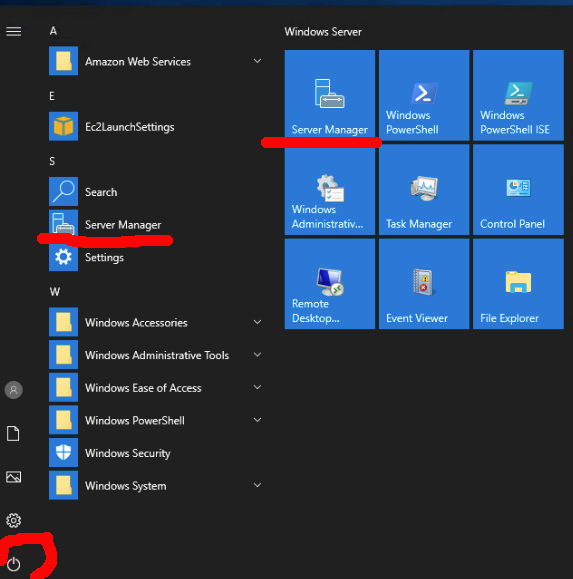 A
Amazon Web Services
E
Ec2LaunchSettings
S
Search
Server Manager
Settings
W
Windows Accessories
Windows Administrative Tools
Windows Ease of Access
Windows PowerShell
Windows Security
Windows System
Windows Server
Server Manager
Windows
PowerShell
Windows
PowerShell ISE
Windows
Administrativ...
Task Manager
Control Panel
Remote
Desktop...
Event Viewer
File Explorer